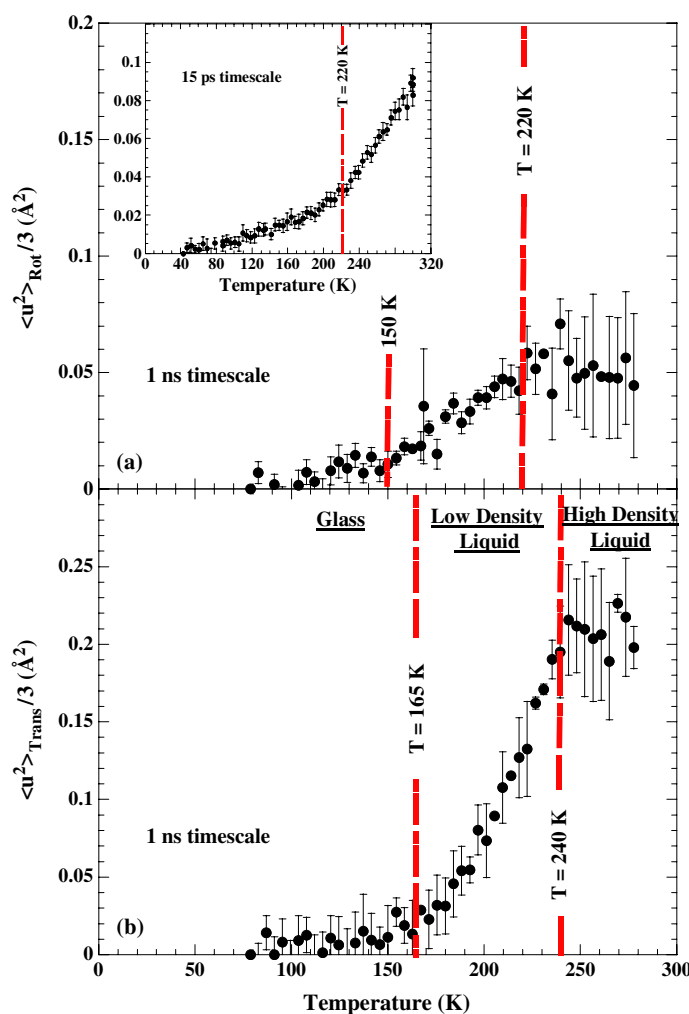 0.2
0.15
0.1
0.05
0
<u²>Rot/3 (Å²)
0.1
0.08
0.06
0.04
0.02
0
15 ps timescale
T = 220 K
0 40 80 120 160 200 240 280 320
Temperature (K)
T = 220 K
150 K
1 ns timescale
(a)
Glass
Low Density
Liquid
High Density
Liquid
0.25
0.2
0.15
0.1
0.05
0
<u²>Trans/3 (Å²)
T = 165 K
T = 240 K
1 ns timescale
(b)
0 50 100 150 200 250 300
Temperature (K)